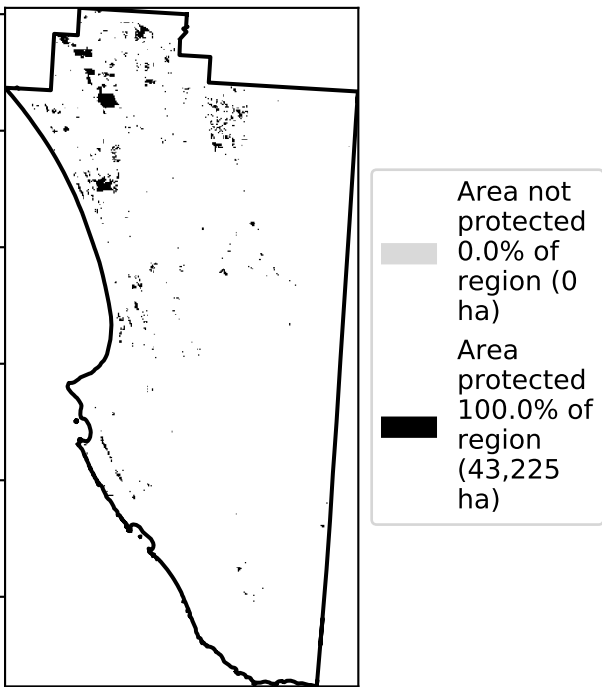 Area not
protected
0.0% of
region (0
ha)
Area
protected
100.0% of
region
(43,225
ha)